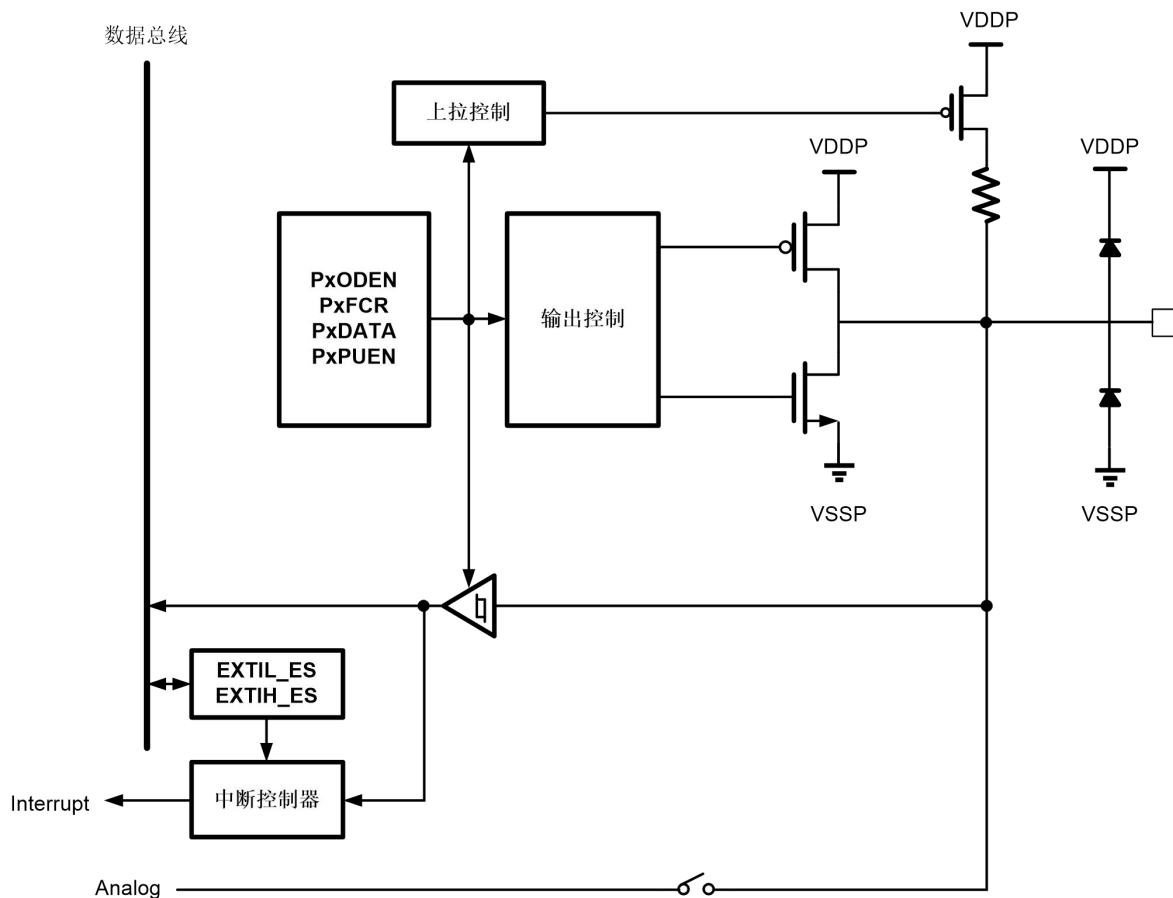 数据总线
VDDP
上拉控制
VDDP
VDDP
PxODEN
PxFCR
PxDATA
PxPUEN
输出控制
VSSP
VSSP
EXTIL_ES
EXTIH_ES
中断控制器
Interrupt
Analog